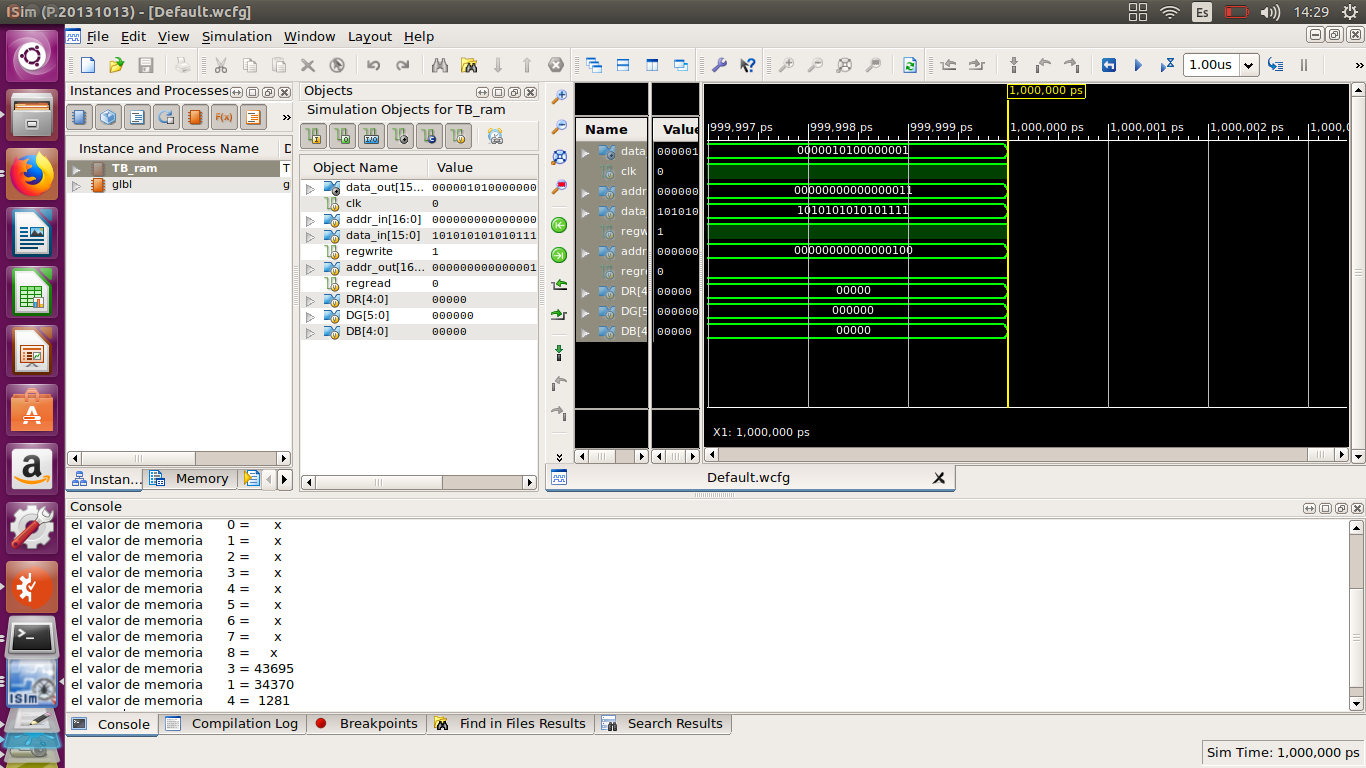 ISim (P.20131013) - [Default.wcfg]
Es
14:29
File Edit View Simulation Window Layout Help
1.00us
»
Instances and Processes
»
Instance and Process Name
D
TB_ram
T
glbl
g
Instan...
Memory
Objects
Simulation Objects for TB_ram
Object Name Value
data_out[15... 000001010000000
clk 0
addr_in[16:0] 000000000000000
data_in[15:0] 101010101010111
regwrite 1
addr_out[16... 000000000000001
regread 0
DR[4:0] 00000
DG[5:0] 000000
DB[4:0] 00000
»
Name Value
data_ 000001
clk 0
addr 000000
data_ 101010
regw 1
addr 000000
regre 0
DR[4 00000
DG[5 000000
DB[4 00000
1,000,000 ps
999,997 ps 999,998 ps 999,999 ps 1,000,000 ps 1,000,001 ps 1,000,002 ps 1,000,0
0000010100000001
00000000000000011
1010101010101111
00000000000000100
00000
000000
00000
X1: 1,000,000 ps
Default.wcfg
Console
el valor de memoria 0 = x
el valor de memoria 1 = x
el valor de memoria 2 = x
el valor de memoria 3 = x
el valor de memoria 4 = x
el valor de memoria 5 = x
el valor de memoria 6 = x
el valor de memoria 7 = x
el valor de memoria 8 = x
el valor de memoria 3 = 43695
el valor de memoria 1 = 34370
el valor de memoria 4 = 1281
Console Compilation Log Breakpoints Find in Files Results Search Results
Sim Time: 1,000,000 ps